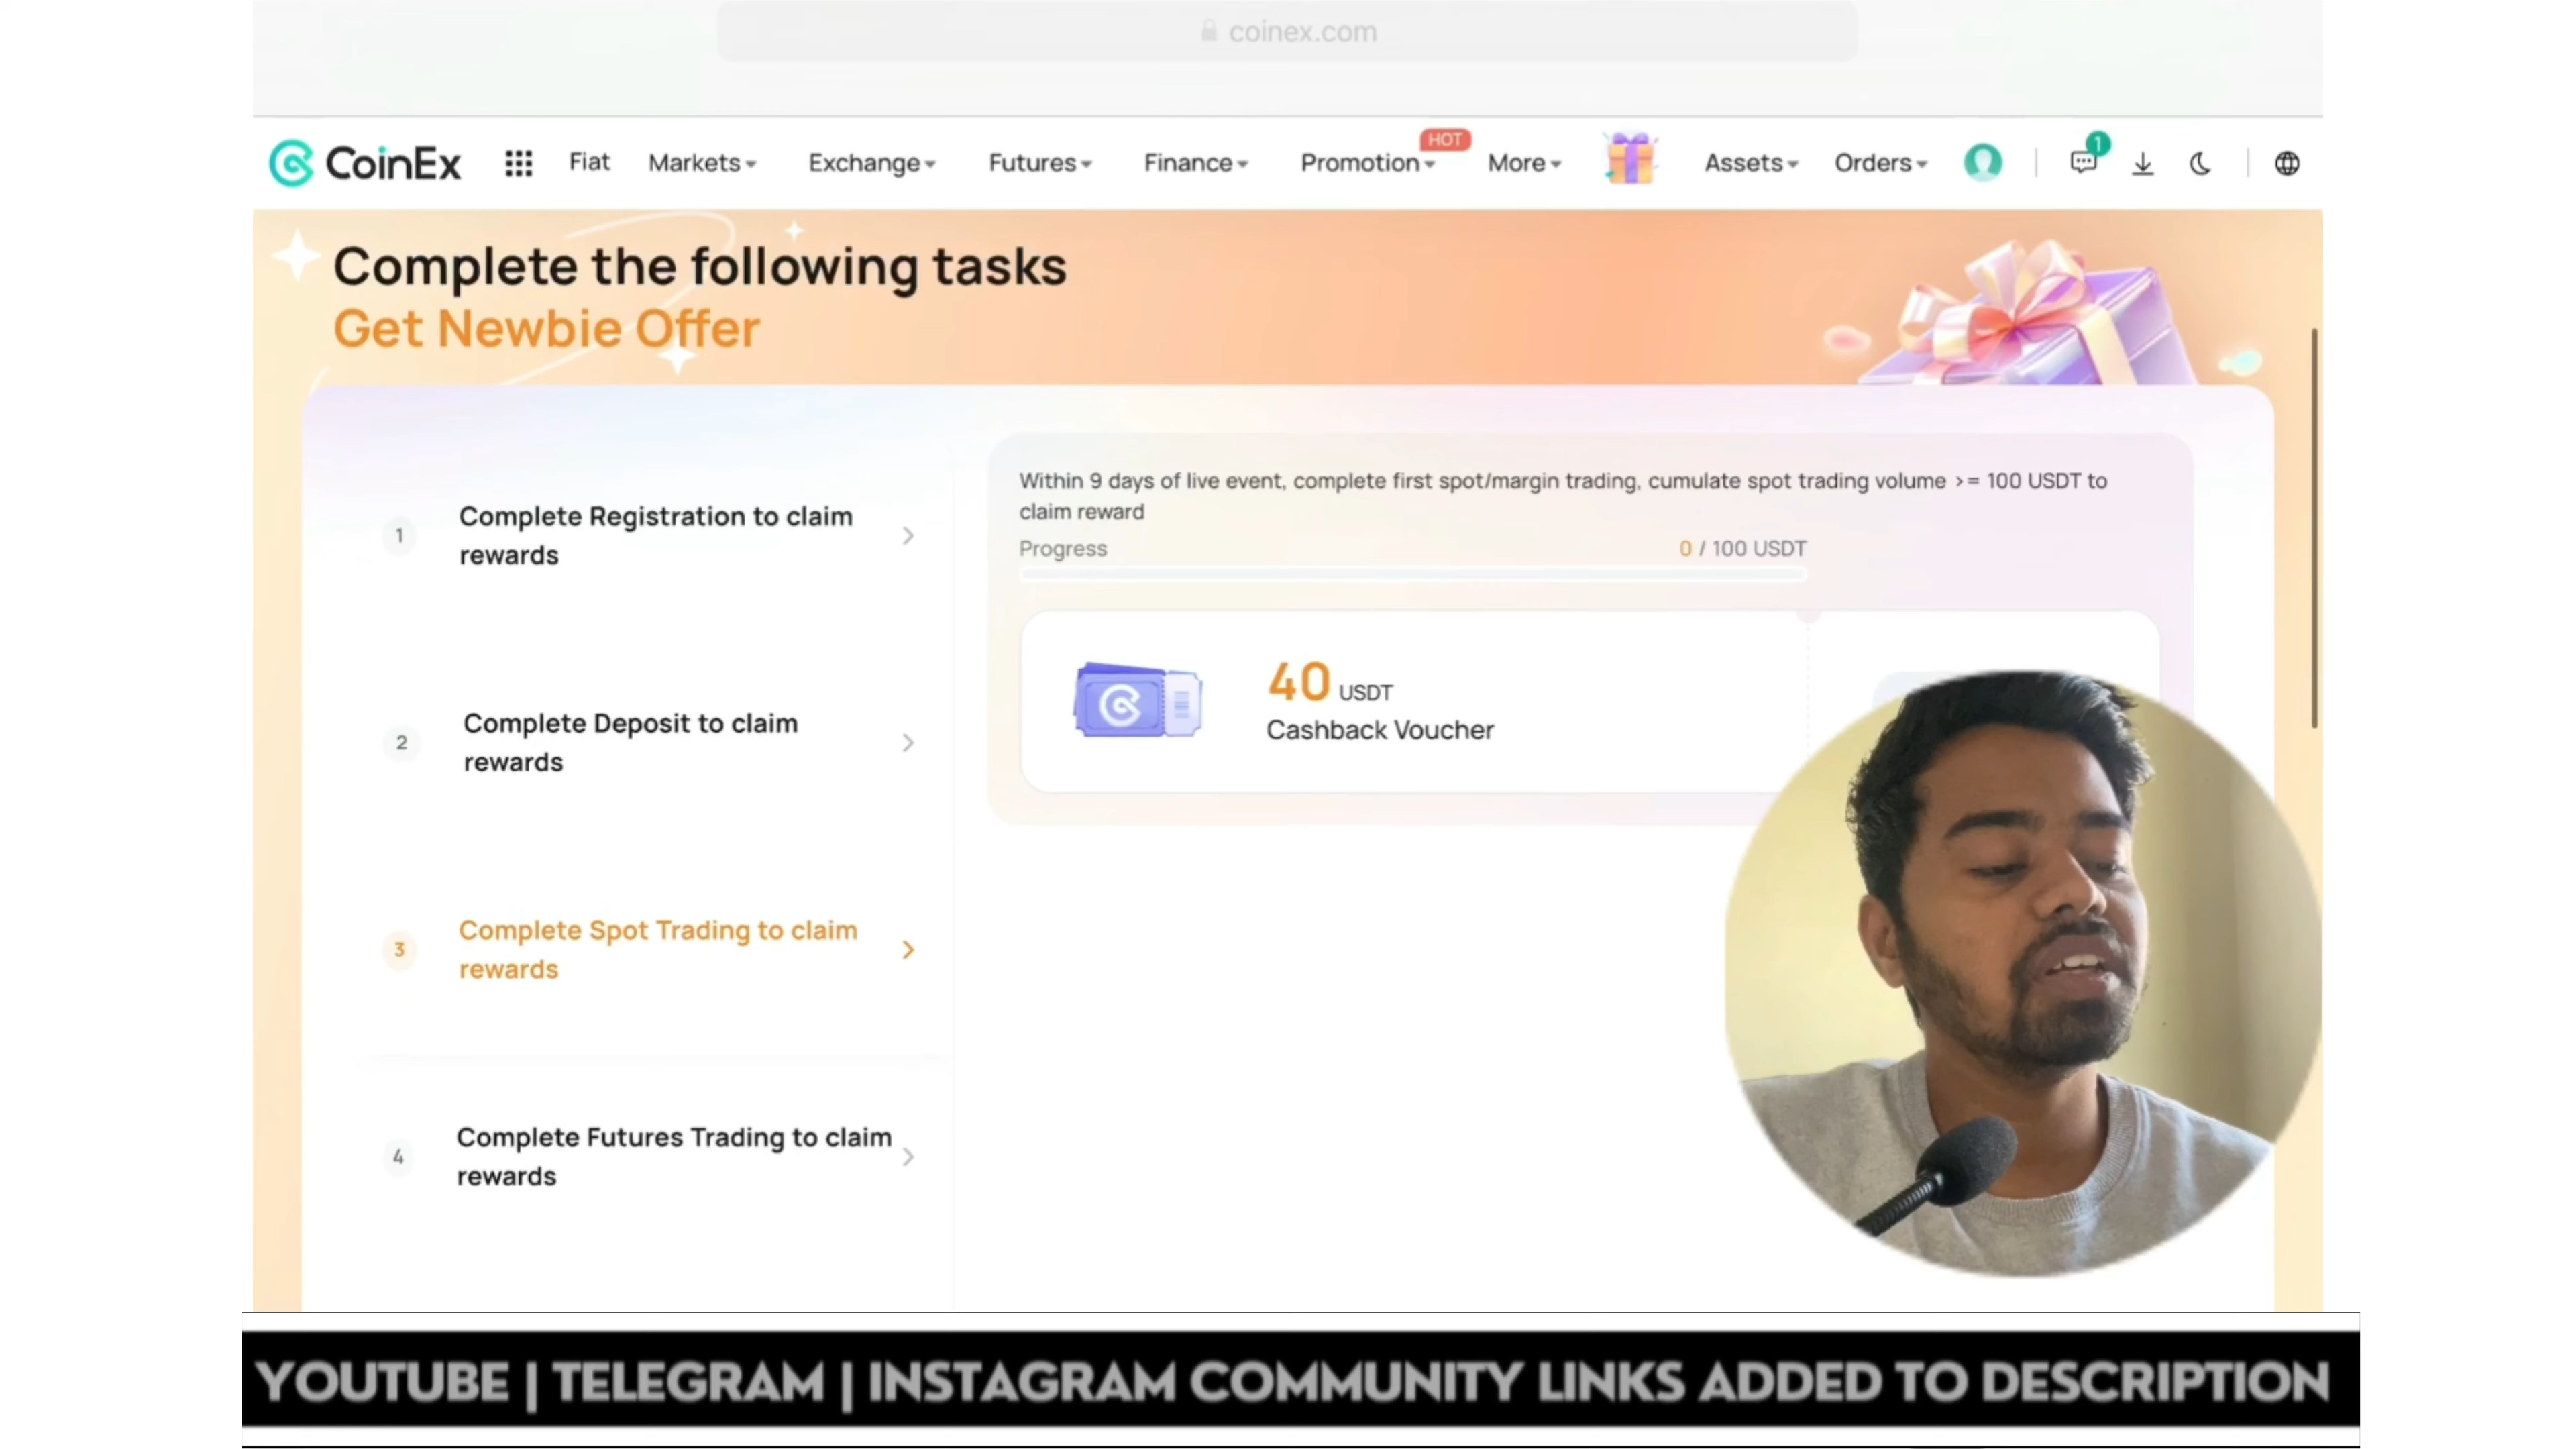 coinex.com
CoinEx Fiat Markets Exchange Futures Finance Promotion HOT More Assets Orders 1
Complete the following tasks
Get Newbie Offer
1 Complete Registration to claim
rewards
2 Complete Deposit to claim
rewards
3 Complete Spot Trading to claim
rewards
4 Complete Futures Trading to claim
rewards
Within 9 days of live event, complete first spot/margin trading, cumulate spot trading volume >= 100 USDT to
claim reward
Progress 0 / 100 USDT
40 USDT
Cashback Voucher
YOUTUBE | TELEGRAM | INSTAGRAM COMMUNITY LINKS ADDED TO DESCRIPTION